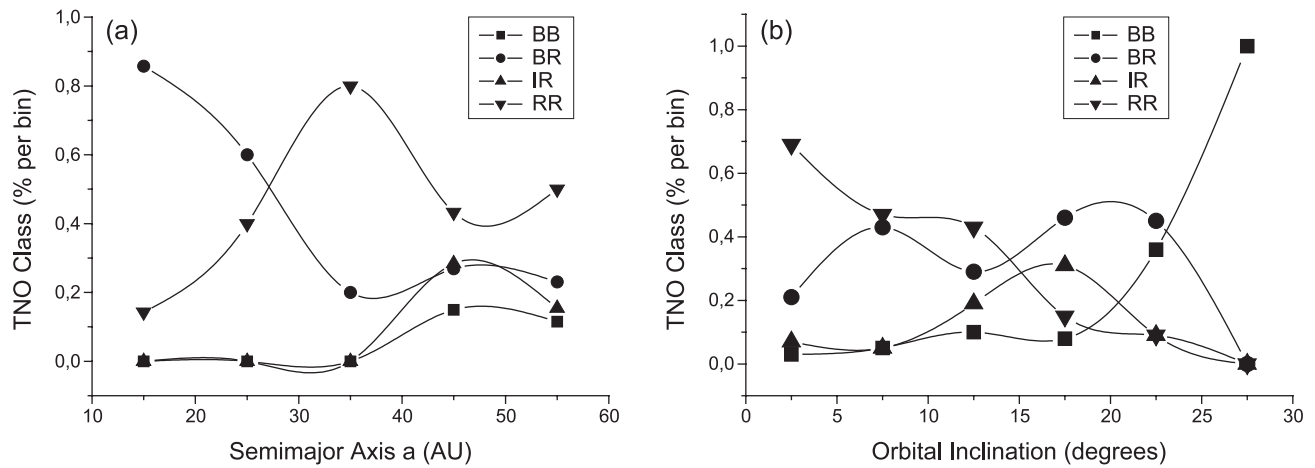 (a)
BB
BR
IR
RR
TNO Class (% per bin)
1,0
0.8
0.6
0.4
0.2
0,0
10
20
30
40
50
60
Semimajor Axis a (AU)
(b)
BB
BR
IR
RR
TNO Class (% per bin)
1,0
0.8
0.6
0.4
0.2
0,0
0
5
10
15
20
25
30
Orbital Inclination (degrees)